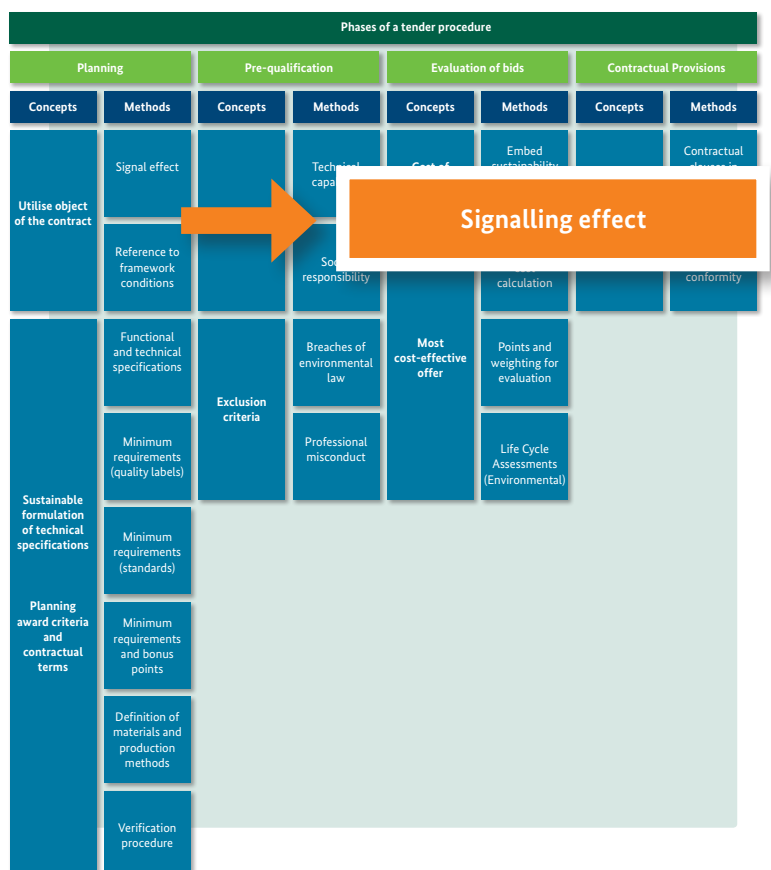 Phases of a tender procedure
Planning
Pre-qualification
Evaluation of bids
Contractual Provisions
Concepts
Methods
Concepts
Methods
Concepts
Methods
Concepts
Methods
Utilise object
of the contract
Signal effect
Reference to
framework
conditions
Sustainable
formulation
of technical
specifications
Planning
award criteria
and
contractual
terms
Functional
and technical
specifications
Minimum
requirements
(quality labels)
Minimum
requirements
(standards)
Minimum
requirements
and bonus
points
Definition of
materials and
production
methods
Verification
procedure
Exclusion
criteria
responsibility
Breaches of
environmental
law
Professional
misconduct
Most
cost-effective
offer
Embed
calculation
Points and
weighting for
evaluation
Life Cycle
Assessments
(Environmental)
Contractual
conformity
Signalling effect